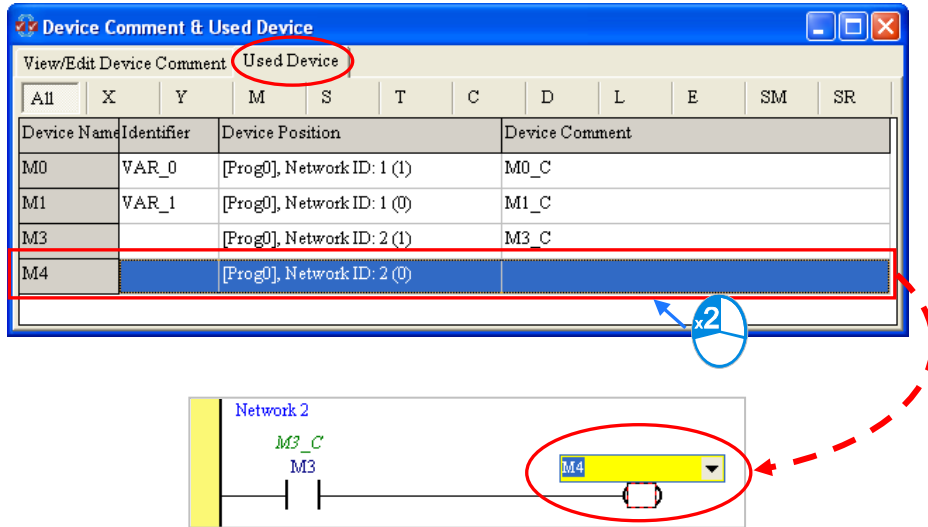 Device Comment & Used Device
View/Edit Device Comment Used Device
All X Y M S T C D L E SM SR
Device Name Identifier Device Position Device Comment
M0 VAR_0 [Prog0], Network ID: 1 (1) M0_C
M1 VAR_1 [Prog0], Network ID: 1 (0) M1_C
M3 [Prog0], Network ID: 2 (1) M3_C
M4 [Prog0], Network ID: 2 (0)
x2
Network 2
M3_C
M3 M4